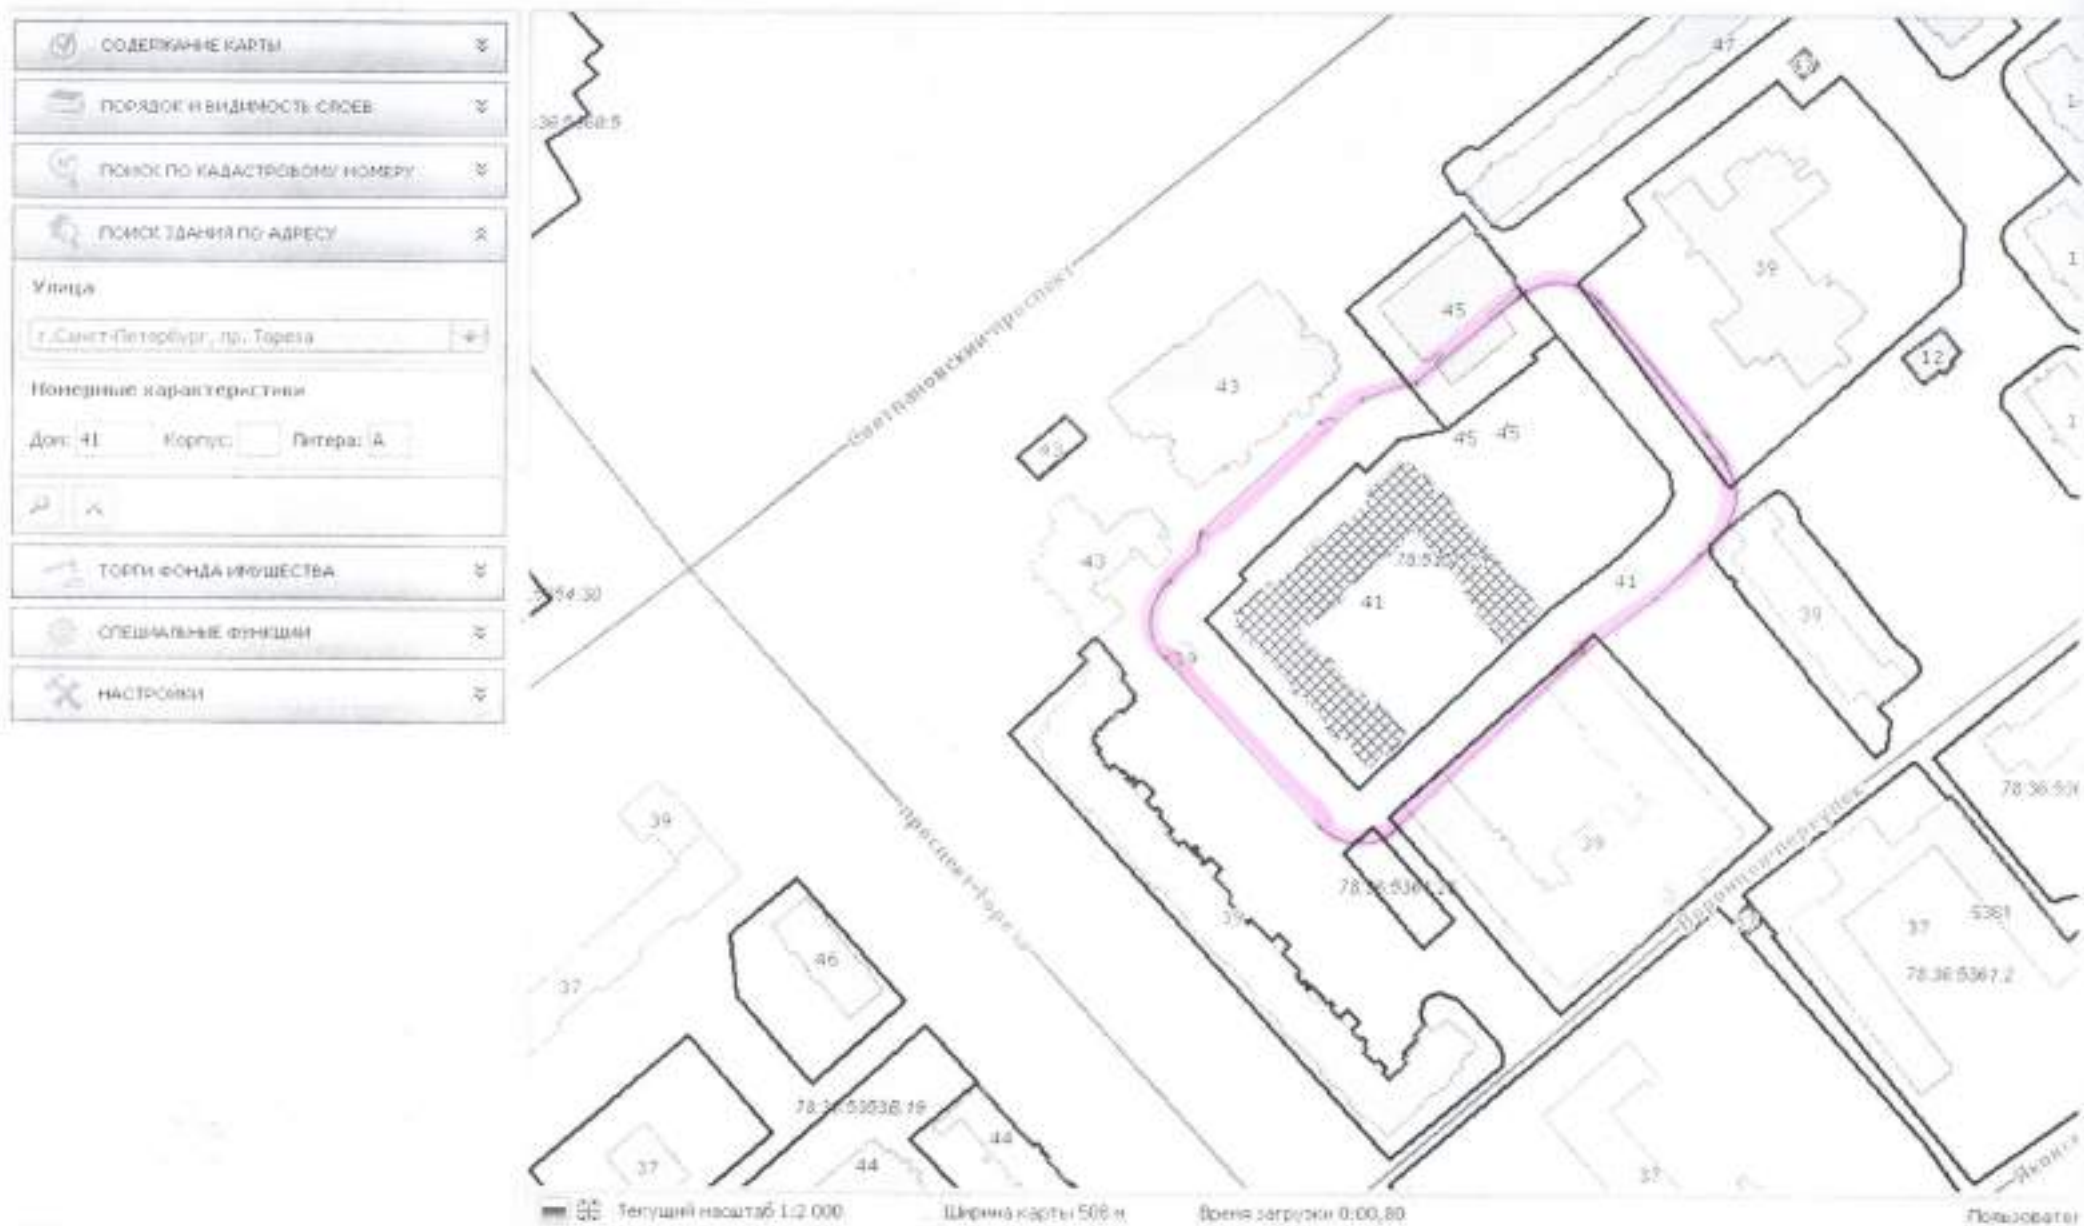 СОДЕРЖАНИЕ КАРТЫ
ПОРЯДОК И ВИДИМОСТЬ СЛОЕВ
ПОИСК ПО КАДАСТРОВОМУ НОМЕРУ
ПОИСК ЗДАНИЯ ПО АДРЕСУ
Улица
г.Санкт-Петербург, пр. Тореза
Номерные характеристики
Дом: 41 Корпус: Литера: А
ТОРГИ ФОНДА ИМУЩЕСТВА
СПЕЦИАЛЬНЫЕ ФУНКЦИИ
НАСТРОЙКИ
47
39
45
12
43
Светлановский проспект
45 45
43
41
41
39
39
проспект Тореза
39
39
37
46
37
5361
78:36:5361:2
44
44
37
37
Текущий масштаб 1:2 000
Ширина карты 508 м
Время загрузки 0:00,80